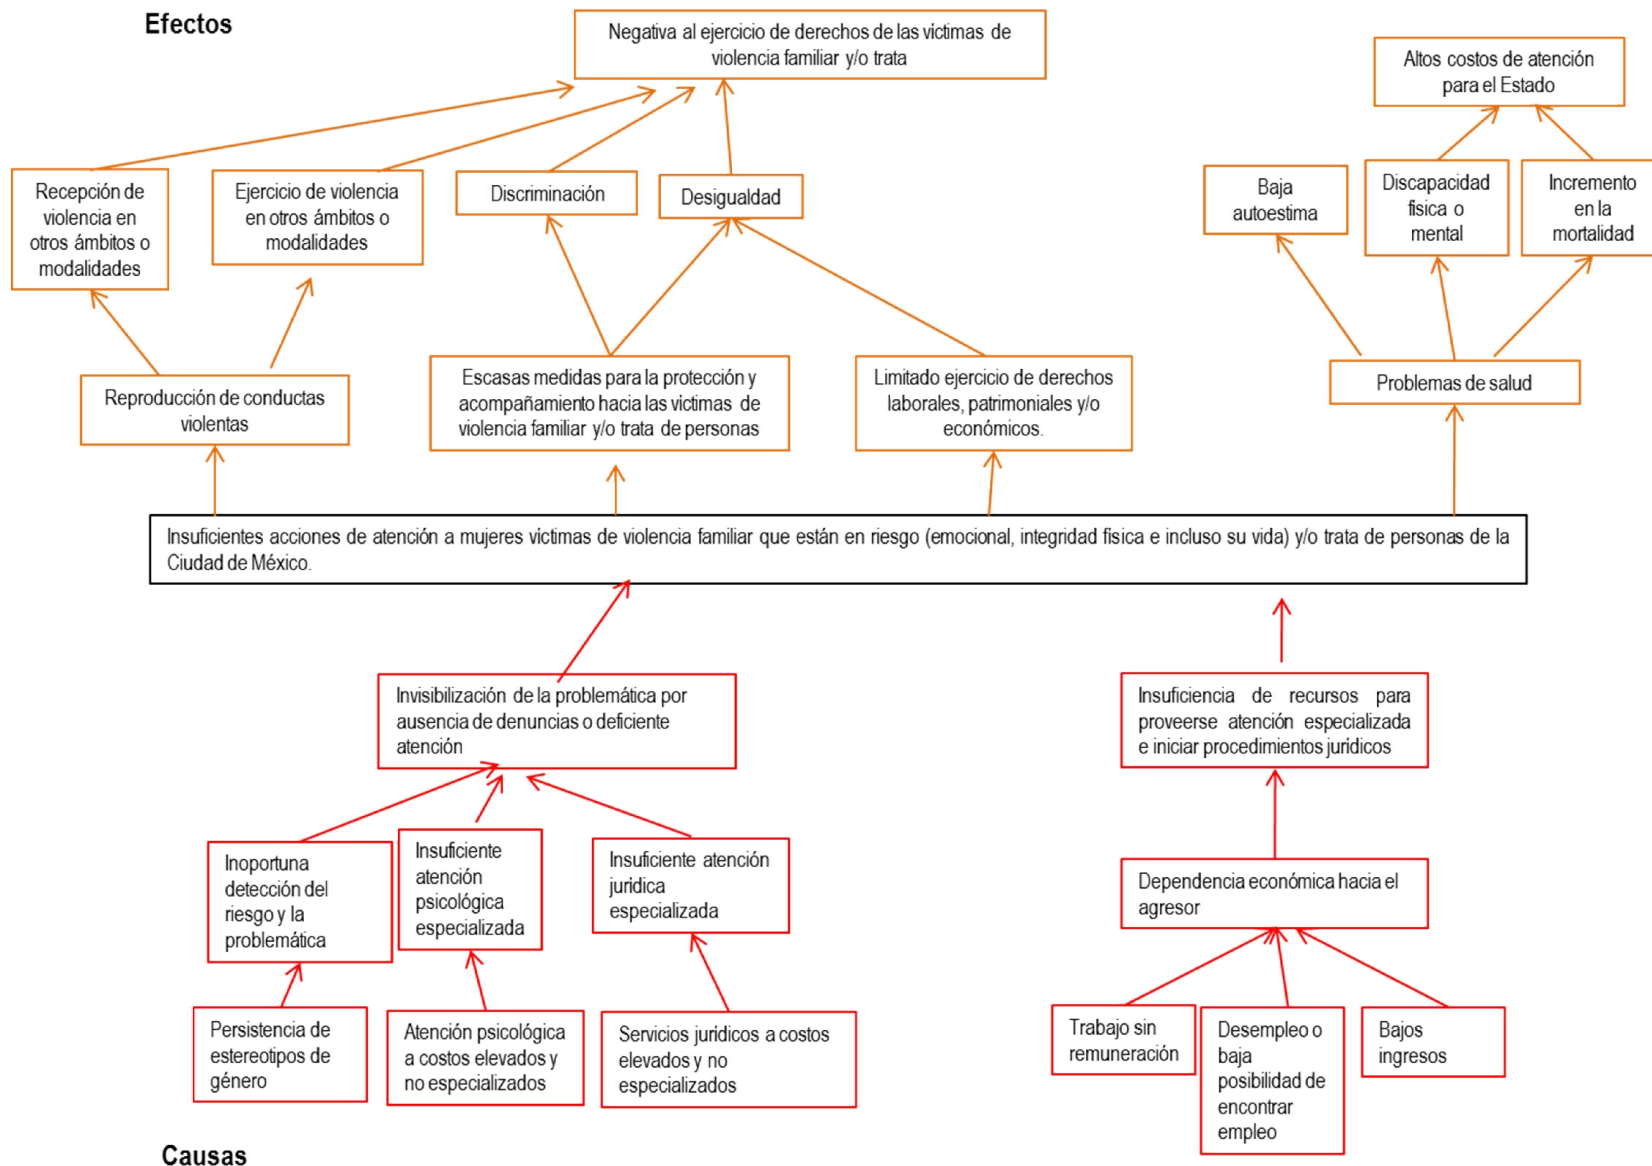 Efectos
Negativa al ejercicio de derechos de las víctimas de
violencia familiar y/o trata
Altos costos de atención
para el Estado
Recepción de
violencia en
otros ámbitos o
modalidades
Ejercicio de violencia
en otros ámbitos o
modalidades
Discriminación
Desigualdad
Baja
autoestima
Discapacidad
física o
mental
Incremento
en la
mortalidad
Reproducción de conductas
violentas
Escasas medidas para la protección y
acompañamiento hacia las víctimas de
violencia familiar y/o trata de personas
Limitado ejercicio de derechos
laborales, patrimoniales y/o
económicos.
Problemas de salud
Insuficientes acciones de atención a mujeres víctimas de violencia familiar que están en riesgo (emocional, integridad física e incluso su vida) y/o trata de personas de la
Ciudad de México.
Invisibilización de la problemática por
ausencia de denuncias o deficiente
atención
Insuficiencia de recursos para
proveerse atención especializada
e iniciar procedimientos jurídicos
Inoportuna
detección del
riesgo y la
problemática
Insuficiente
atención
psicológica
especializada
Insuficiente atención
jurídica
especializada
Dependencia económica hacia el
agresor
Persistencia de
estereotipos de
género
Atención psicológica
a costos elevados y
no especializados
Servicios jurídicos a costos
elevados y no
especializados
Trabajo sin
remuneración
Desempleo o
baja
posibilidad de
encontrar
empleo
Bajos
ingresos
Causas